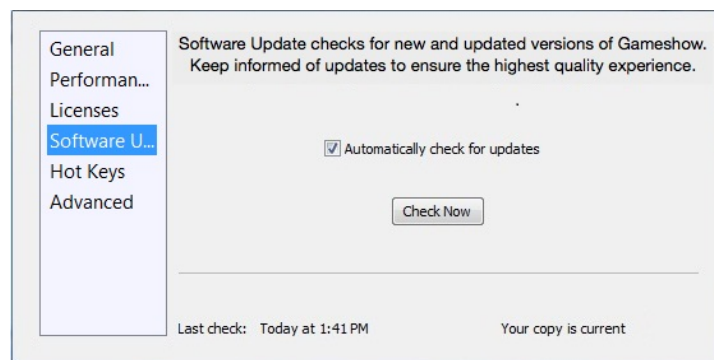 General
Performan...
Licenses
Software U...
Hot Keys
Advanced
Software Update checks for new and updated versions of Gameshow.
Keep informed of updates to ensure the highest quality experience.
Automatically check for updates
Check Now
Last check: Today at 1:41 PM
Your copy is current